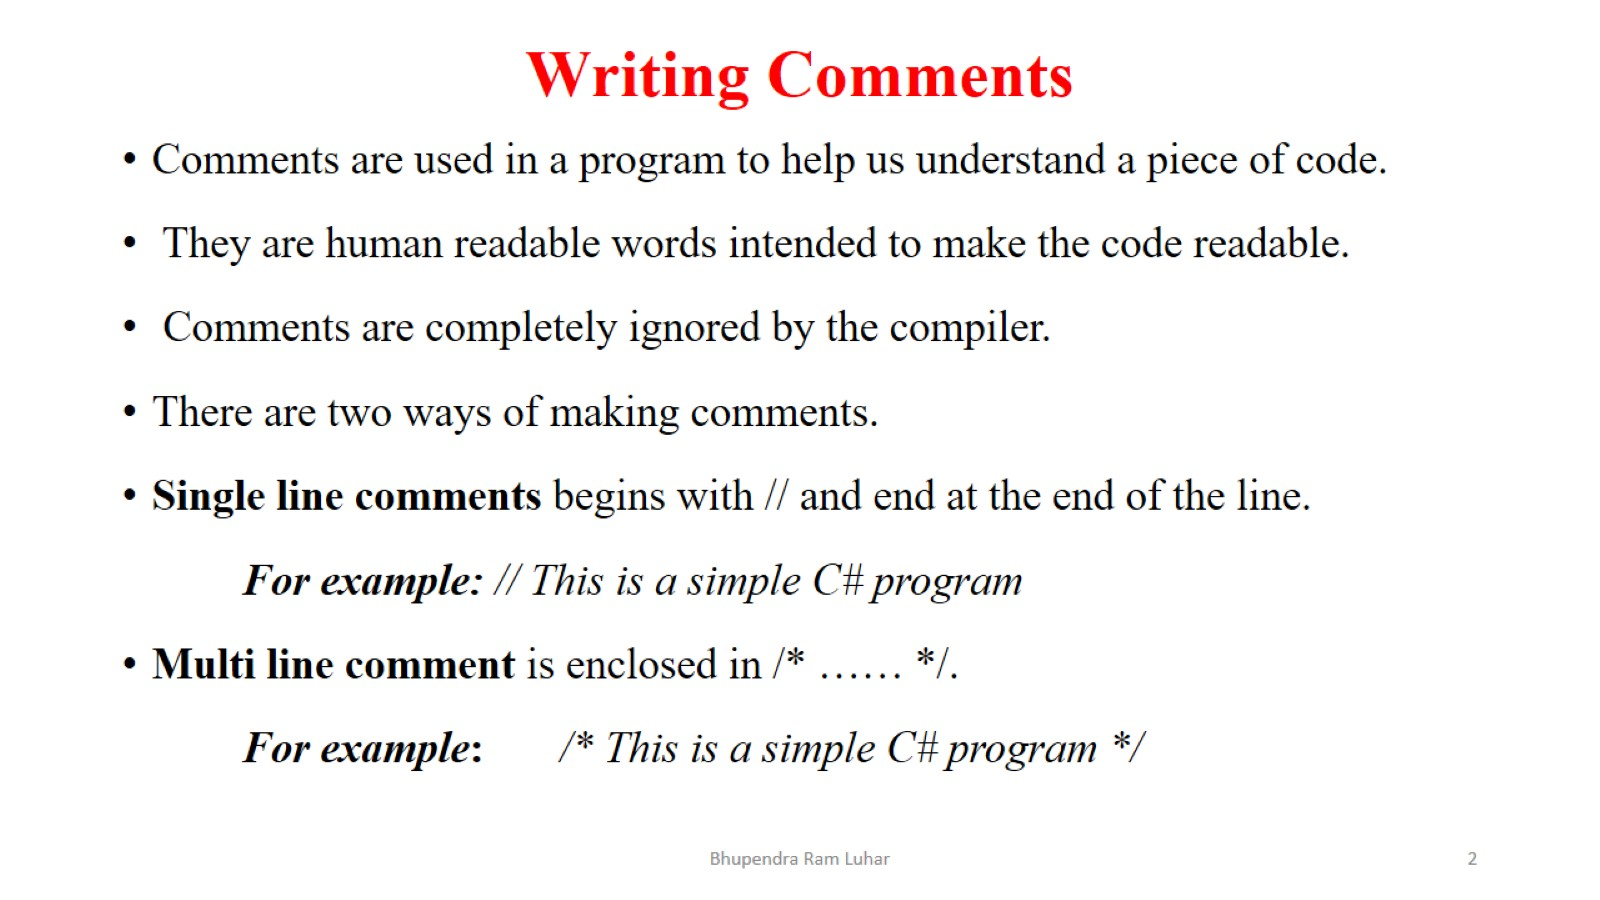 Writing Comments
• Comments are used in a program to help us understand a piece of code.
• They are human readable words intended to make the code readable.
• Comments are completely ignored by the compiler.
• There are two ways of making comments.
• Single line comments begins with // and end at the end of the line.
For example: // This is a simple C# program
• Multi line comment is enclosed in /* …… */.
For example: /* This is a simple C# program */
Bhupendra Ram Luhar 2